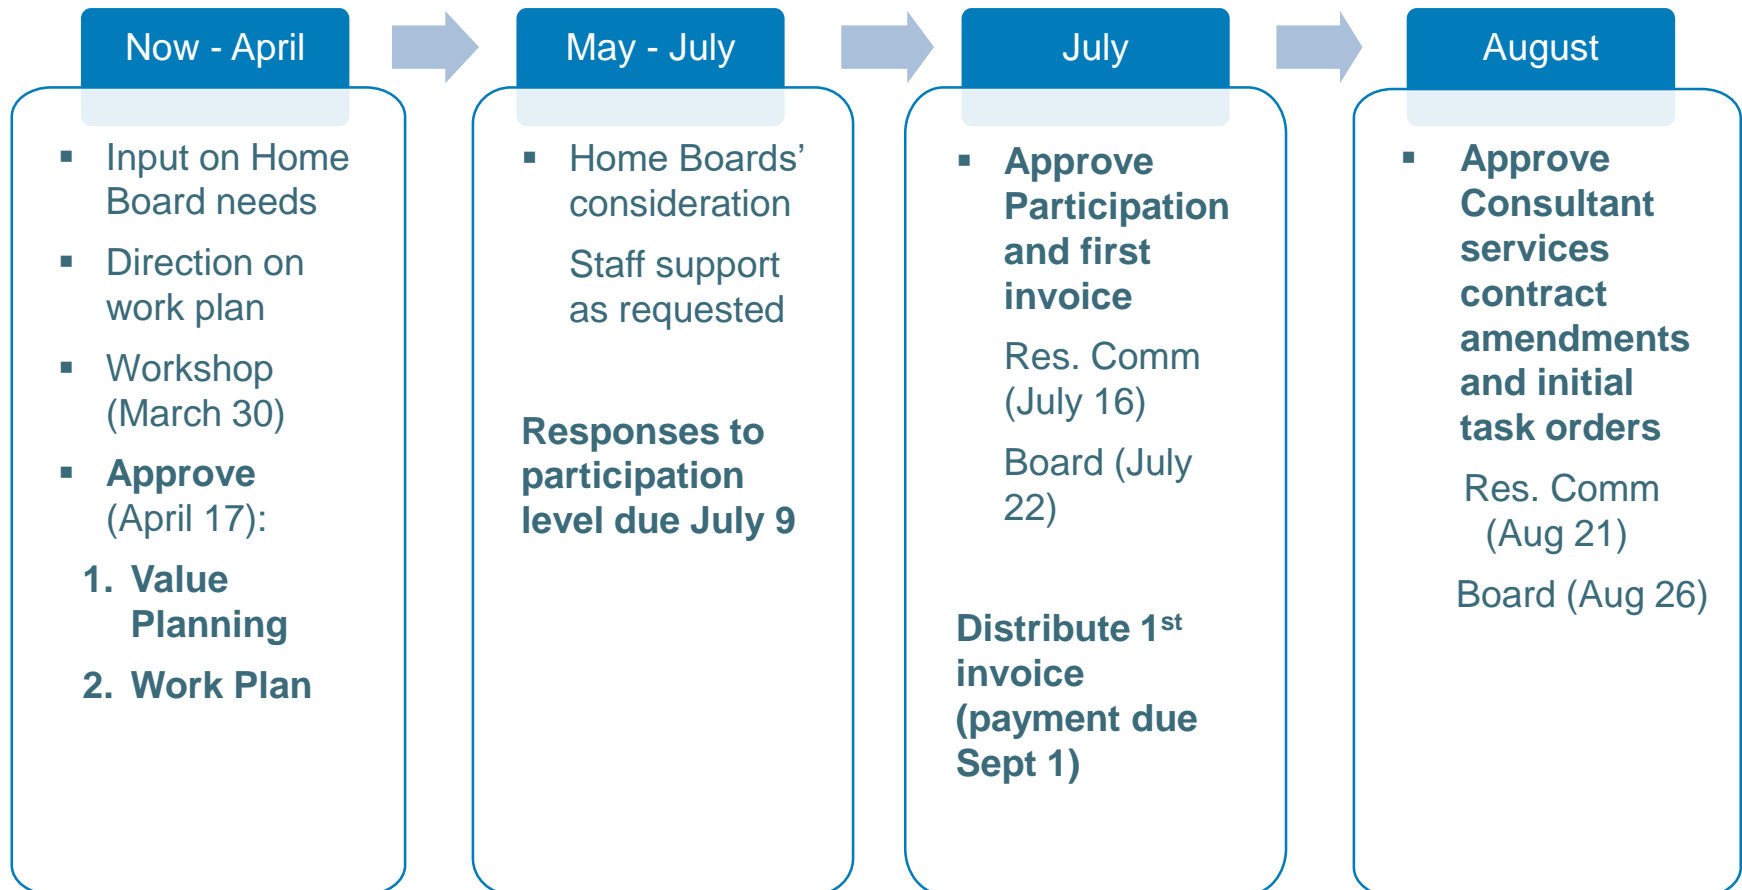 Now - April
▪ Input on Home
Board needs
▪ Direction on
work plan
▪ Workshop
(March 30)
▪ Approve
(April 17):
1. Value
Planning
2. Work Plan
May - July
▪ Home Boards’
consideration
Staff support
as requested
Responses to
participation
level due July 9
July
▪ Approve
Participation
and first
invoice
Res. Comm
(July 16)
Board (July
22)
Distribute 1st
invoice
(payment due
Sept 1)
August
▪ Approve
Consultant
services
contract
amendments
and initial
task orders
Res. Comm
(Aug 21)
Board (Aug 26)